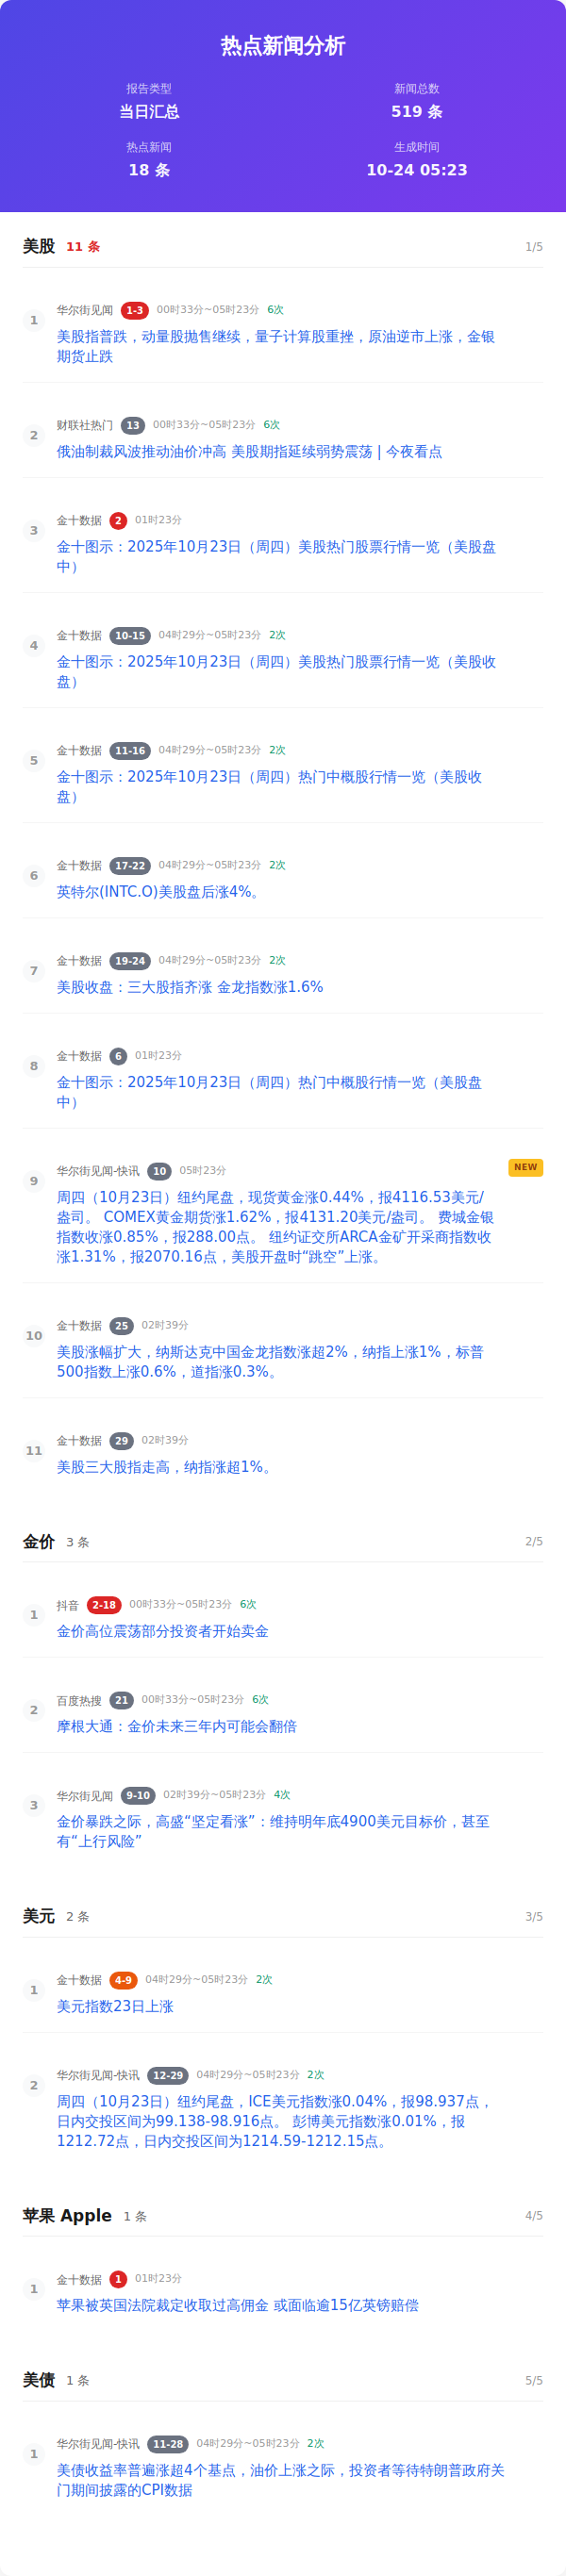 热点新闻分析
报告类型
新闻总数
当日汇总
519 条
热点新闻
生成时间
18 条
10-24 05:23
美股 11 条 1/5
1 华尔街见闻 1-3 00时33分~05时23分 6次
美股指普跌，动量股抛售继续，量子计算股重挫，原油逆市上涨，金银
期货止跌
2 财联社热门 13 00时33分~05时23分 6次
俄油制裁风波推动油价冲高 美股期指延续弱势震荡 | 今夜看点
3 金十数据 2 01时23分
金十图示：2025年10月23日（周四）美股热门股票行情一览（美股盘
中）
4 金十数据 10-15 04时29分~05时23分 2次
金十图示：2025年10月23日（周四）美股热门股票行情一览（美股收
盘）
5 金十数据 11-16 04时29分~05时23分 2次
金十图示：2025年10月23日（周四）热门中概股行情一览（美股收
盘）
6 金十数据 17-22 04时29分~05时23分 2次
英特尔(INTC.O)美股盘后涨4%。
7 金十数据 19-24 04时29分~05时23分 2次
美股收盘：三大股指齐涨 金龙指数涨1.6%
8 金十数据 6 01时23分
金十图示：2025年10月23日（周四）热门中概股行情一览（美股盘
中）
9 华尔街见闻-快讯 10 05时23分 NEW
周四（10月23日）纽约尾盘，现货黄金涨0.44%，报4116.53美元/
盎司。 COMEX黄金期货涨1.62%，报4131.20美元/盎司。 费城金银
指数收涨0.85%，报288.00点。 纽约证交所ARCA金矿开采商指数收
涨1.31%，报2070.16点，美股开盘时“跳空”上涨。
10 金十数据 25 02时39分
美股涨幅扩大，纳斯达克中国金龙指数涨超2%，纳指上涨1%，标普
500指数上涨0.6%，道指涨0.3%。
11 金十数据 29 02时39分
美股三大股指走高，纳指涨超1%。
金价 3 条 2/5
1 抖音 2-18 00时33分~05时23分 6次
金价高位震荡部分投资者开始卖金
2 百度热搜 21 00时33分~05时23分 6次
摩根大通：金价未来三年内可能会翻倍
3 华尔街见闻 9-10 02时39分~05时23分 4次
金价暴跌之际，高盛“坚定看涨”：维持明年底4900美元目标价，甚至
有“上行风险”
美元 2 条 3/5
1 金十数据 4-9 04时29分~05时23分 2次
美元指数23日上涨
2 华尔街见闻-快讯 12-29 04时29分~05时23分 2次
周四（10月23日）纽约尾盘，ICE美元指数涨0.04%，报98.937点，
日内交投区间为99.138-98.916点。 彭博美元指数涨0.01%，报
1212.72点，日内交投区间为1214.59-1212.15点。
苹果 Apple 1 条 4/5
1 金十数据 1 01时23分
苹果被英国法院裁定收取过高佣金 或面临逾15亿英镑赔偿
美债 1 条 5/5
1 华尔街见闻-快讯 11-28 04时29分~05时23分 2次
美债收益率普遍涨超4个基点，油价上涨之际，投资者等待特朗普政府关
门期间披露的CPI数据